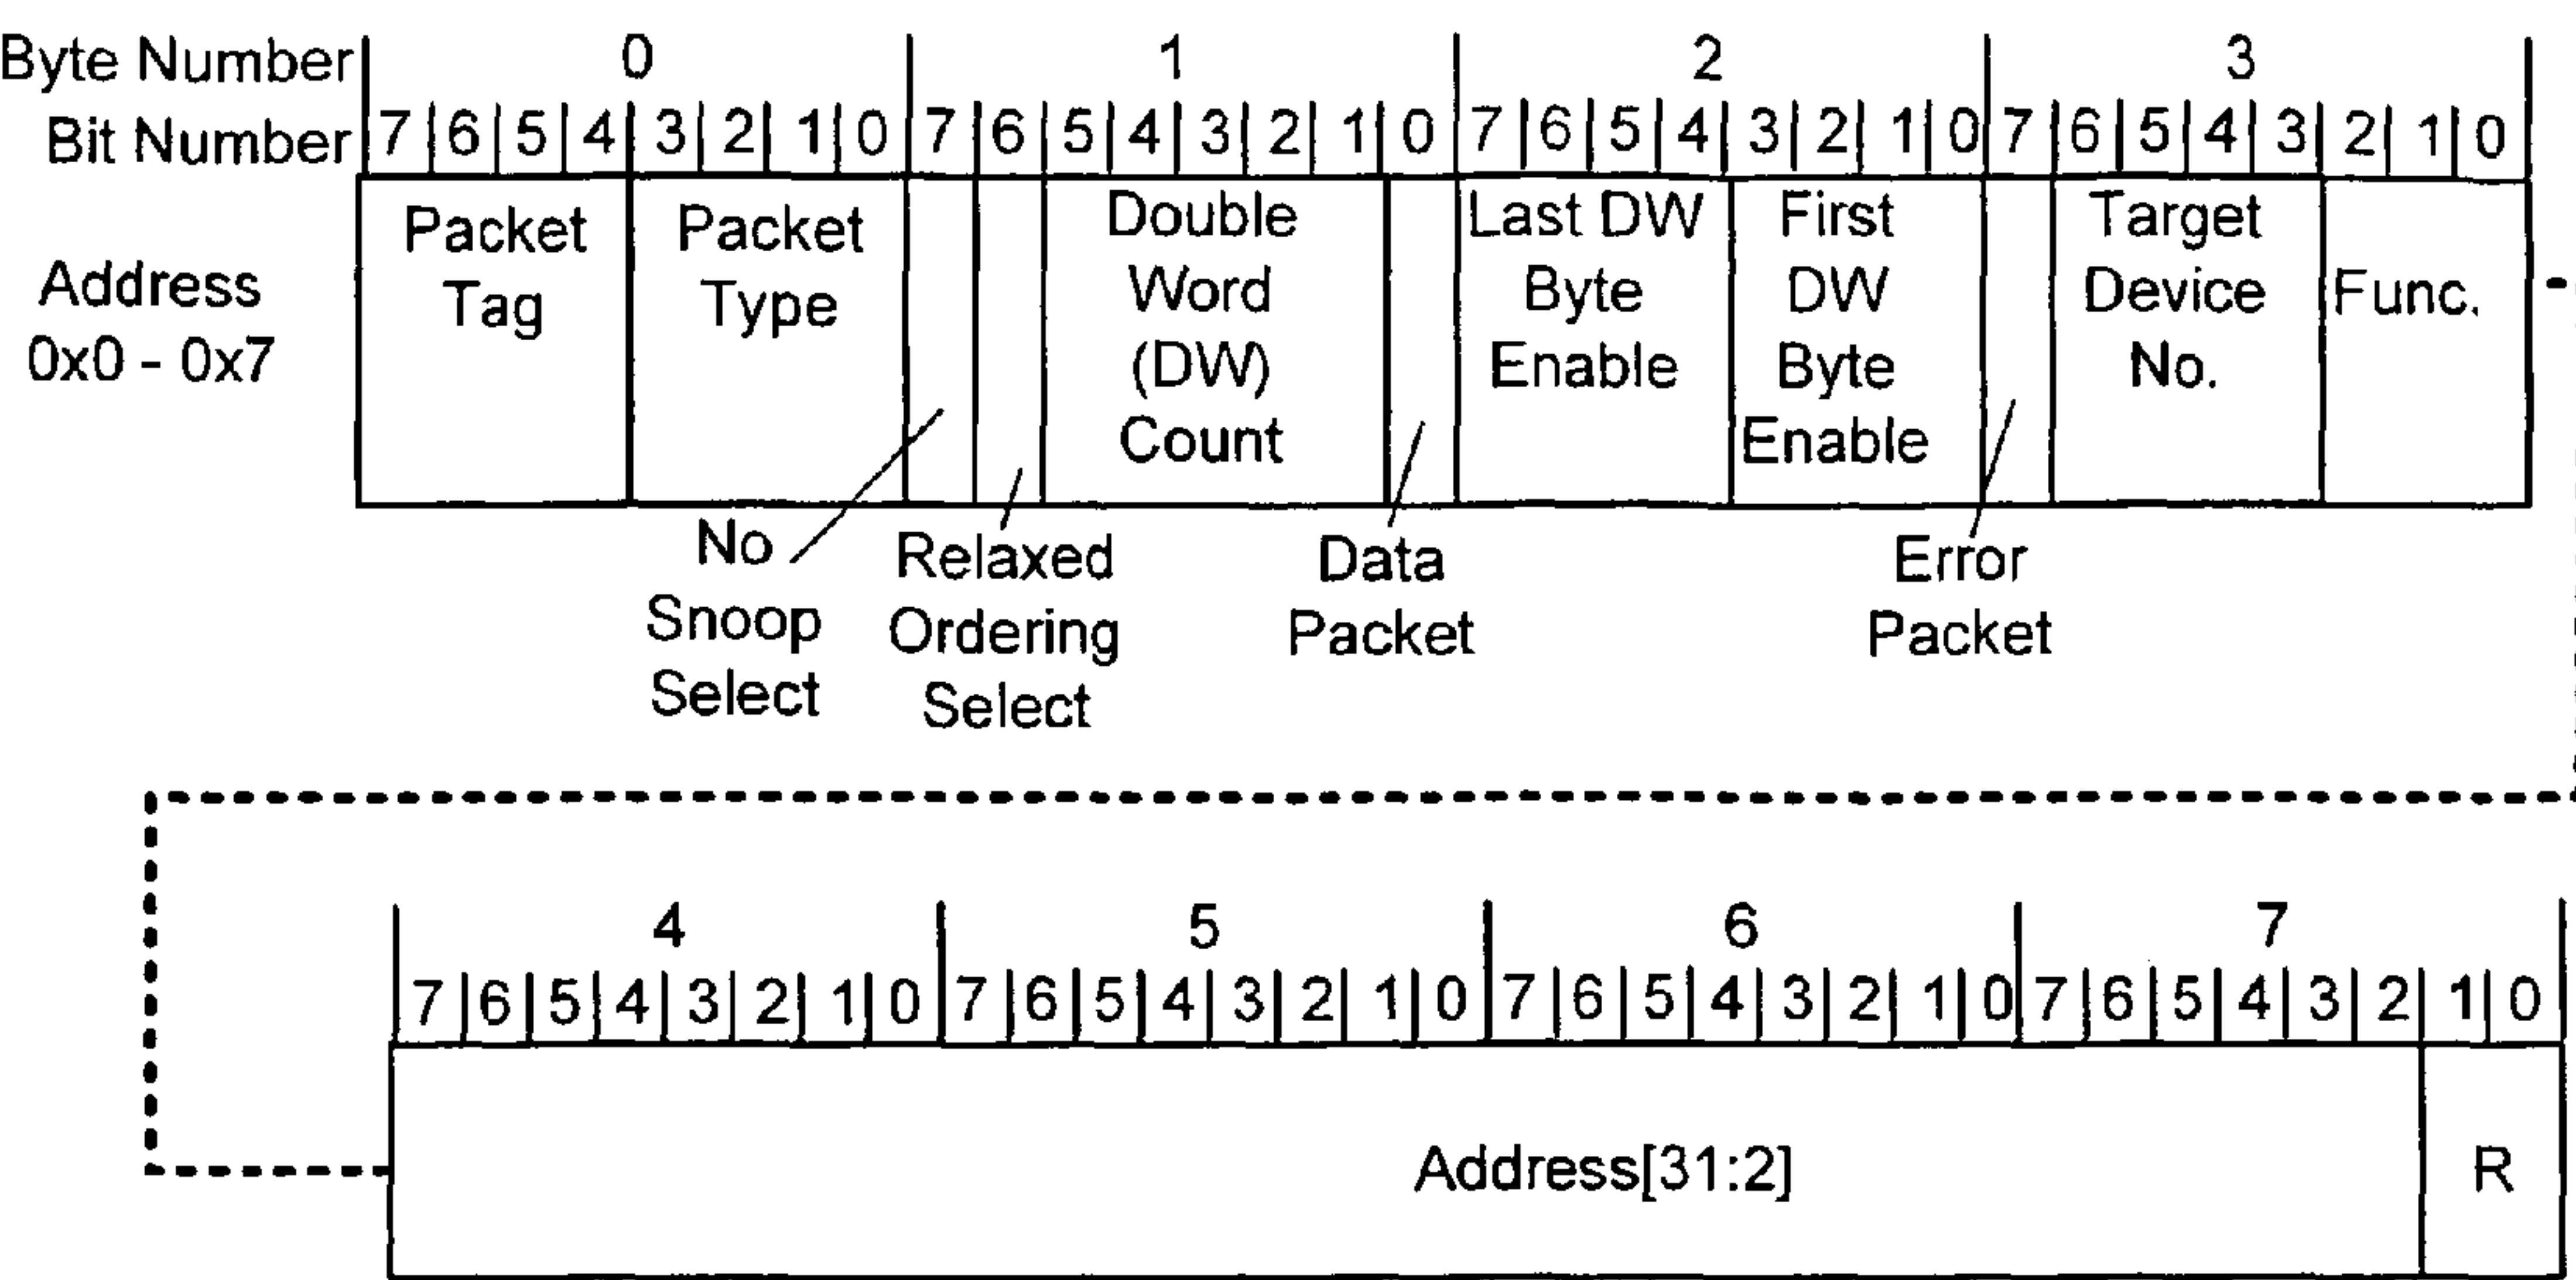 Byte Number 0 1 2 3
Bit Number 7 6 5 4 3 2 1 0 7 6 5 4 3 2 1 0 7 6 5 4 3 2 1 0 7 6 5 4 3 2 1 0
Address
0x0 - 0x7
Packet
Tag
Packet
Type
Double
Word
(DW)
Count
Last DW
Byte
Enable
First
DW
Byte
Enable
Target
Device
No.
Func.
No
Snoop
Select
Relaxed
Ordering
Select
Data
Packet
Error
Packet
4 5 6 7
7 6 5 4 3 2 1 0 7 6 5 4 3 2 1 0 7 6 5 4 3 2 1 0 7 6 5 4 3 2 1 0
Address[31:2] R